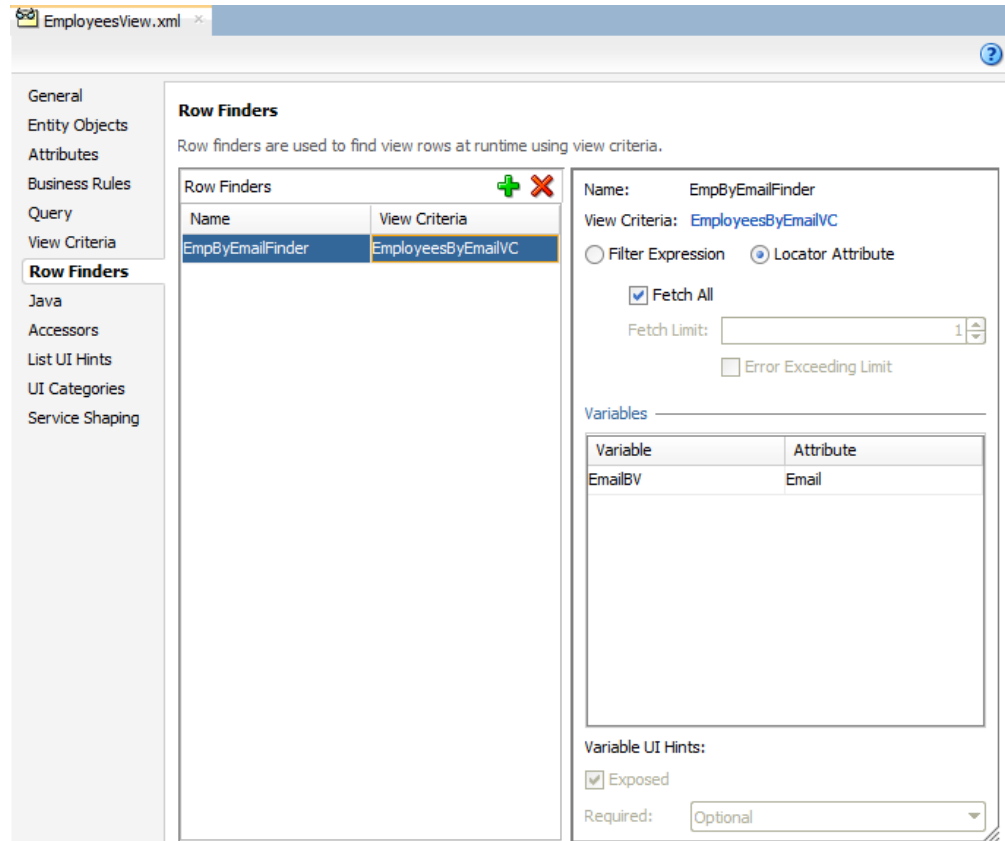 EmployeesView.xml
General
Entity Objects
Attributes
Business Rules
Query
View Criteria
Row Finders
Java
Accessors
List UI Hints
UI Categories
Service Shaping
Row Finders
Row finders are used to find view rows at runtime using view criteria.
Row Finders
Name View Criteria
EmpByEmailFinder EmployeesByEmailVC
Name: EmpByEmailFinder
View Criteria: EmployeesByEmailVC
Filter Expression Locator Attribute
Fetch All
Fetch Limit: 1
Error Exceeding Limit
Variables
Variable Attribute
EmailBV Email
Variable UI Hints:
Exposed
Required: Optional